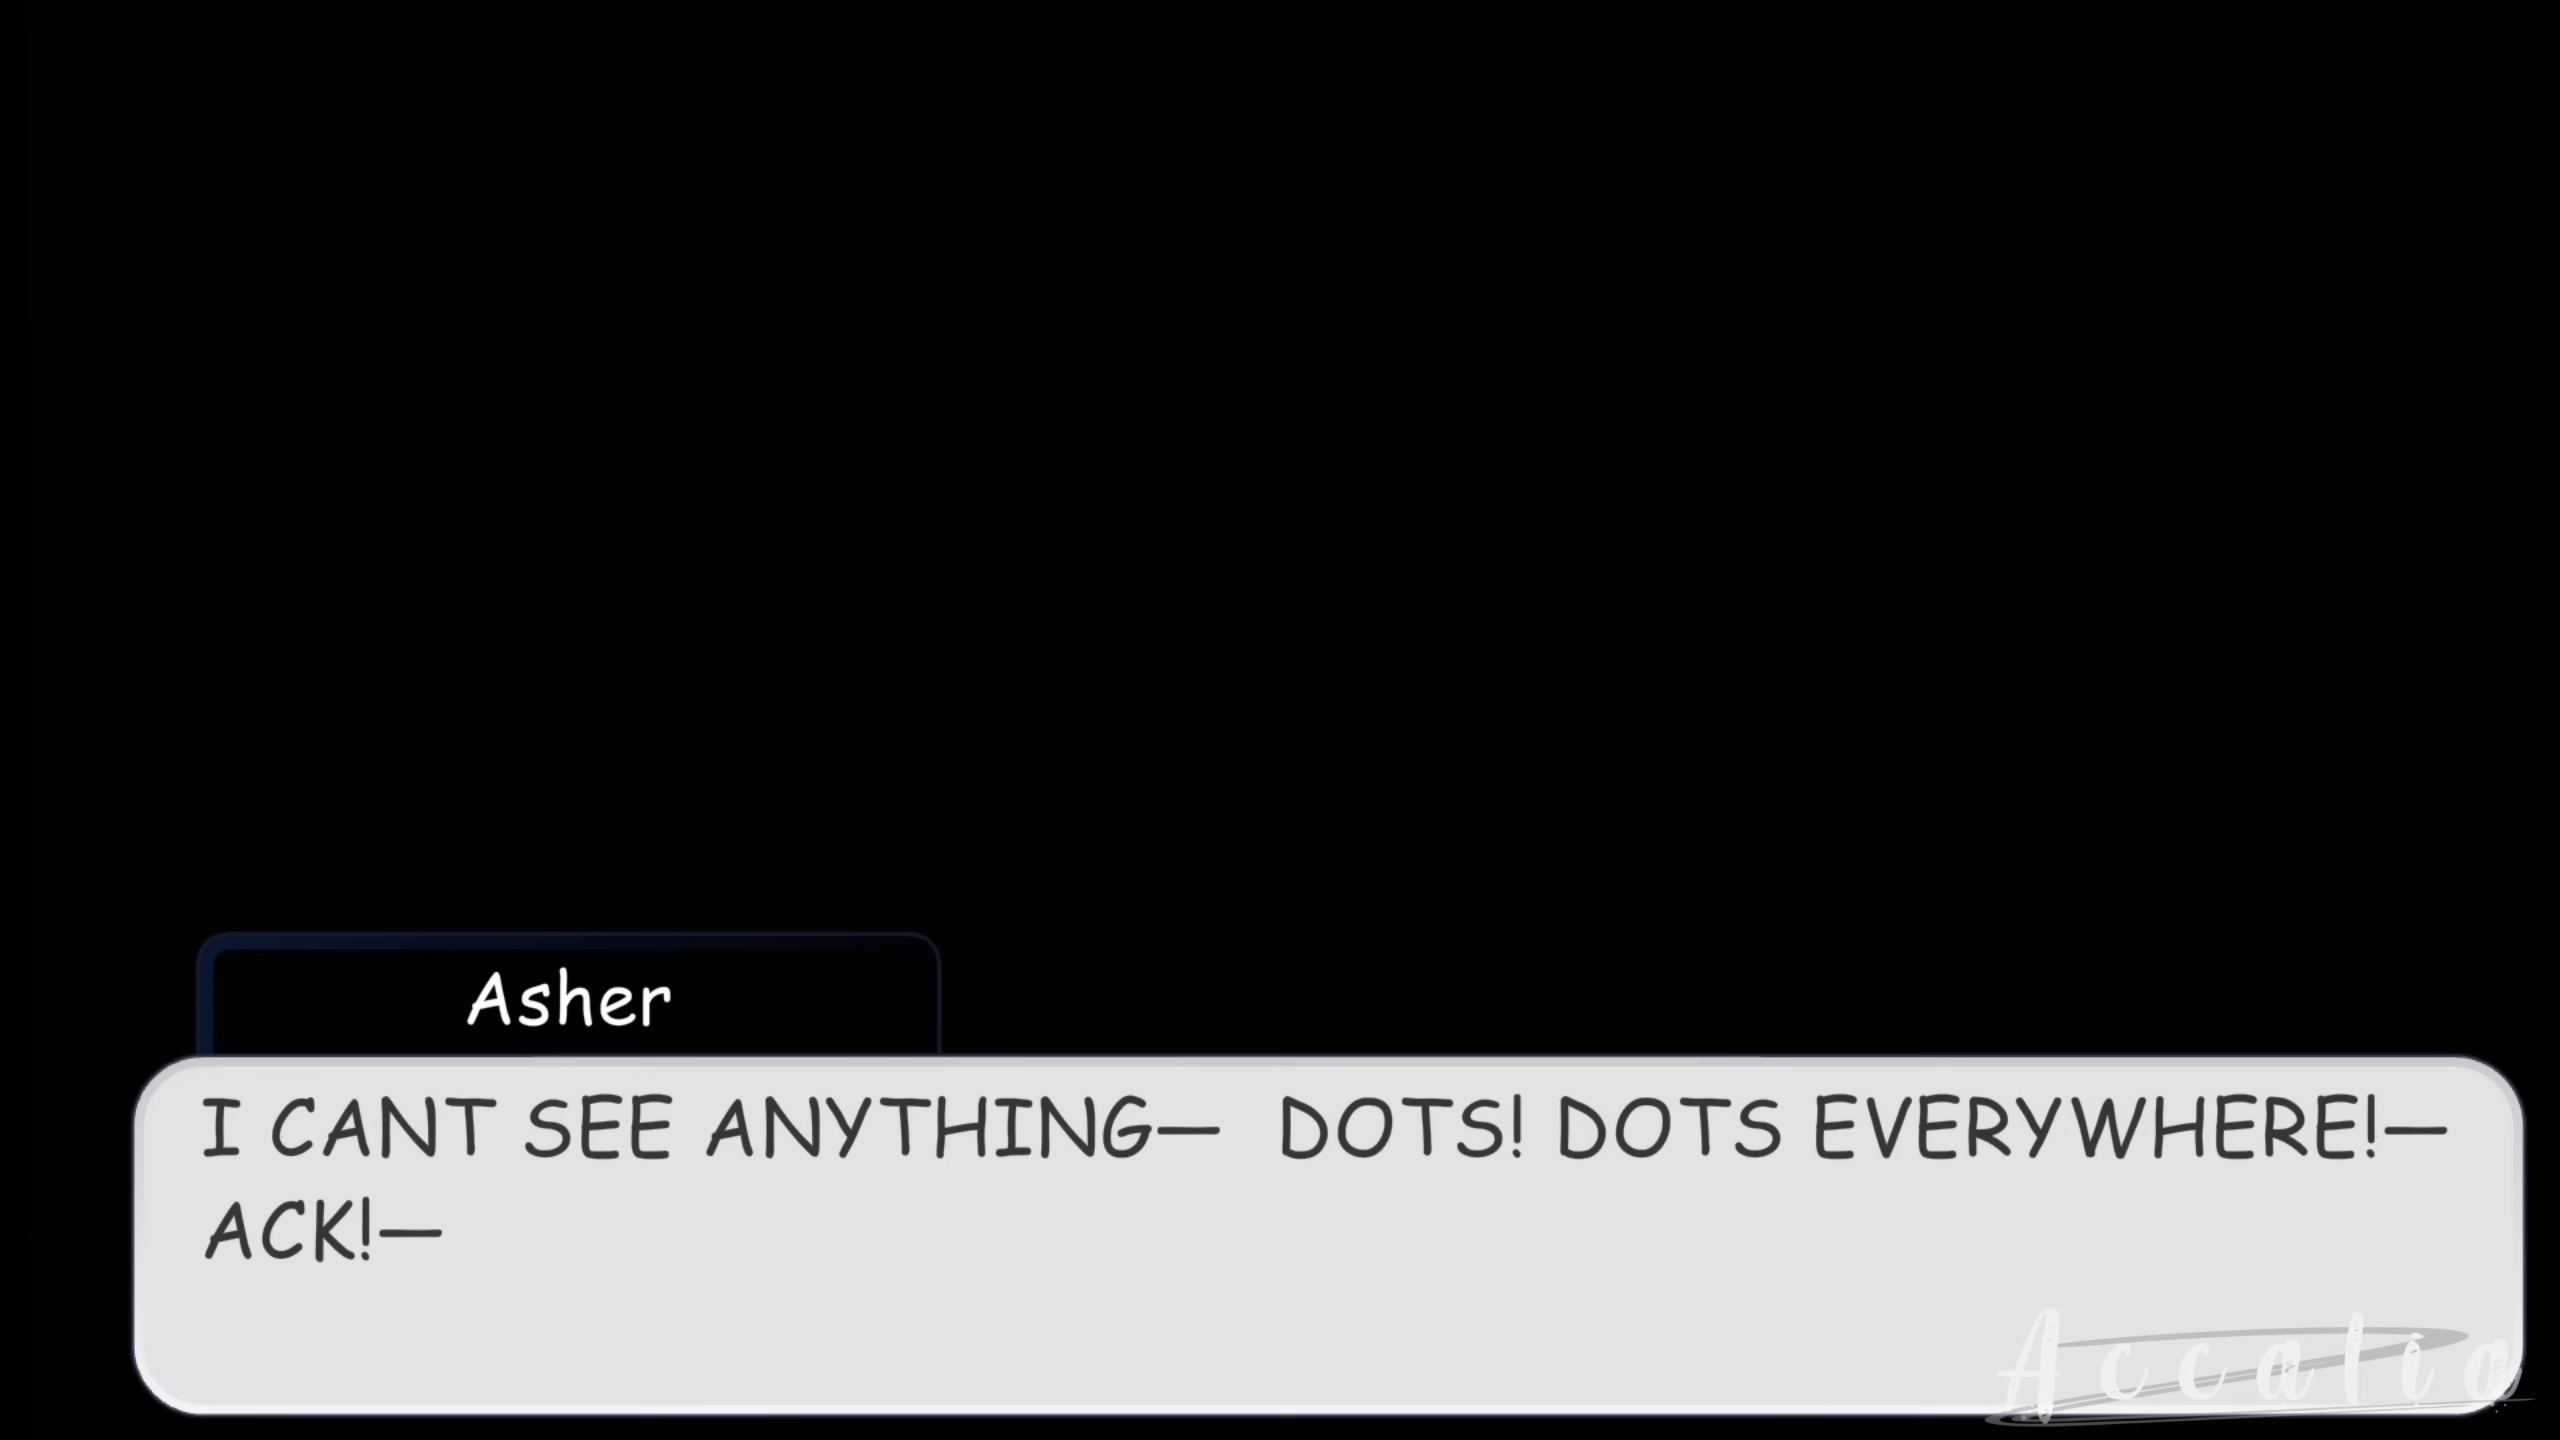 Asher
I CANT SEE ANYTHING—  DOTS! DOTS EVERYWHERE!—
ACK!—
Accalia